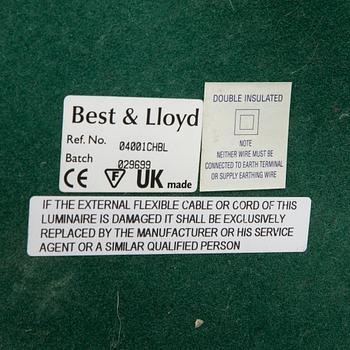 Best & Lloyd
Ref. No. 04001CHBL
Batch 029699
CE F UK made
DOUBLE INSULATED
NOTE
NEITHER WIRE MUST BE
CONNECTED TO EARTH TERMINAL
OR SUPPLY EARTHING WIRE
IF THE EXTERNAL FLEXIBLE CABLE OR CORD OF THIS
LUMINAIRE IS DAMAGED IT SHALL BE EXCLUSIVELY
REPLACED BY THE MANUFACTURER OR HIS SERVICE
AGENT OR A SIMILAR QUALIFIED PERSON